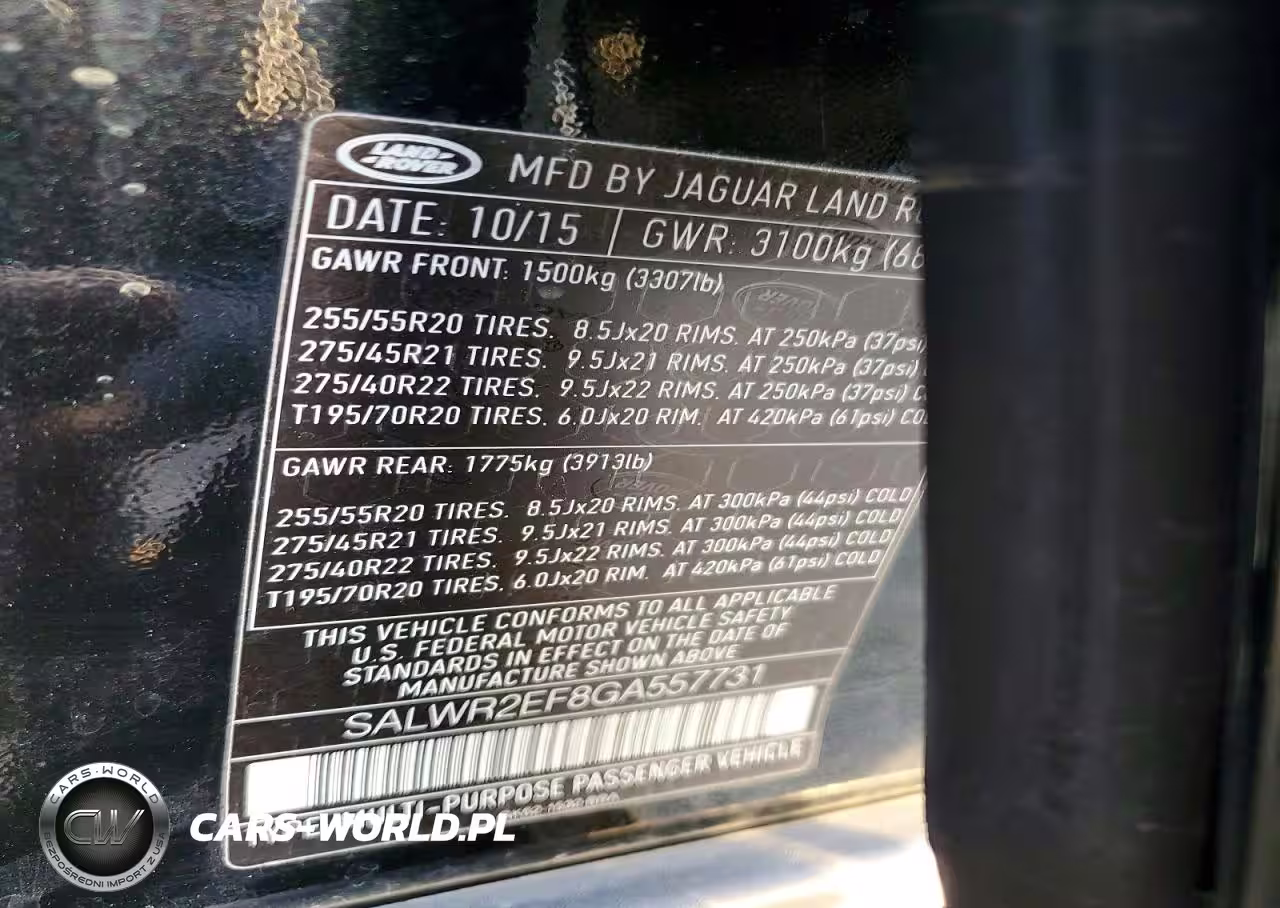 LAND ROVER
MFD BY JAGUAR LAND
DATE: 10/15 | GWR: 3100kg (66
GAWR FRONT: 1500kg (3307lb)
255/55R20 TIRES. 8.5Jx20 RIMS. AT 250kPa (37psi)
275/45R21 TIRES. 9.5Jx21 RIMS. AT 250kPa (37psi)
275/40R22 TIRES. 9.5Jx22 RIMS. AT 250kPa (37psi) C
T195/70R20 TIRES. 6.0Jx20 RIM. AT 420kPa (61psi) COL
GAWR REAR: 1775kg (3913lb)
255/55R20 TIRES. 8.5Jx20 RIMS. AT 300kPa (44psi) COLD
275/45R21 TIRES. 9.5Jx21 RIMS. AT 300kPa (44psi) COLD
275/40R22 TIRES. 9.5Jx22 RIMS. AT 300kPa (44psi) COLD
T195/70R20 TIRES. 6.0Jx20 RIM. AT 420kPa (61psi) COLD
THIS VEHICLE CONFORMS TO ALL APPLICABLE
U.S. FEDERAL MOTOR VEHICLE SAFETY
STANDARDS IN EFFECT ON THE DATE OF
MANUFACTURE SHOWN ABOVE
SALWR2EF8GA557731
MULTI-PURPOSE PASSENGER VEHICLE
CARS-WORLD
CW
BEZPOŚREDNI IMPORT Z USA
CARS-WORLD.PL